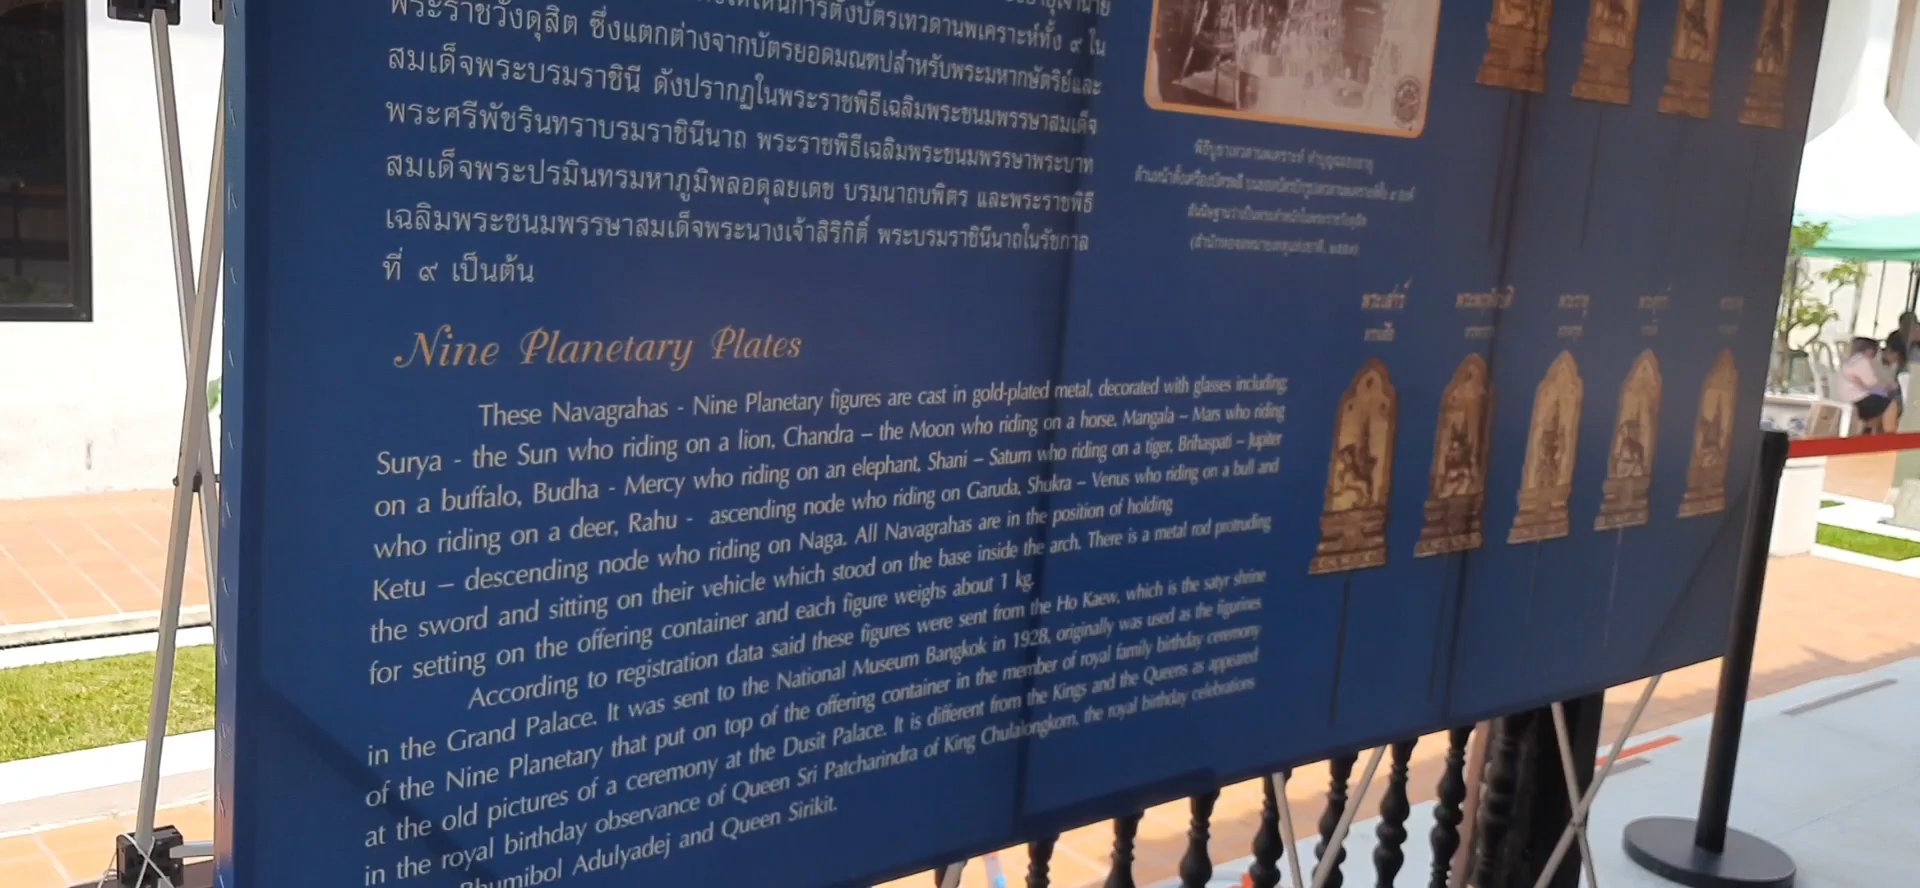 พระราชวังดุสิต ซึ่งแตกต่างจากบัตรยอดมณฑปสำหรับพระมหากษัตริย์และ
สมเด็จพระบรมราชินี ดังปรากฏในพระราชพิธีเฉลิมพระชนมพรรษาสมเด็จ
พระศรีพัชรินทราบรมราชินีนาถ พระราชพิธีเฉลิมพระชนมพรรษาพระบาท
สมเด็จพระปรมินทรมหาภูมิพลอดุลยเดช บรมนาถบพิตร และพระราชพิธี
เฉลิมพระชนมพรรษาสมเด็จพระนางเจ้าสิริกิติ์ พระบรมราชินีนาถในรัชกาล
ที่ ๙ เป็นต้น
Nine Planetary Plates
These Navagrahas - Nine Planetary figures are cast in gold-plated metal, decorated with glasses including;
Surya - the Sun who riding on a lion, Chandra – the Moon who riding on a horse, Mangala – Mars who riding
on a buffalo, Budha - Mercy who riding on an elephant, Shani – Saturn who riding on a tiger, Brihaspati – Jupiter
who riding on a deer, Rahu - ascending node who riding on Garuda, Shukra – Venus who riding on a bull and
Ketu – descending node who riding on Naga. All Navagrahas are in the position of holding
the sword and sitting on their vehicle which stood on the base inside the arch. There is a metal rod protruding
for setting on the offering container and each figure weighs about 1 kg.
According to registration data said these figures were sent from the Ho Kaew, which is the satyr shrine
in the Grand Palace. It was sent to the National Museum Bangkok in 1928, originally was used as the figurines
of the Nine Planetary that put on top of the offering container in the member of royal family birthday ceremony
at the old pictures of a ceremony at the Dusit Palace. It is different from the Kings and the Queens as appeared
in the royal birthday observance of Queen Sri Patcharindra of King Chulalongkorn, the royal birthday celebrations
Bhumibol Adulyadej and Queen Sirikit.
พระเสาร์